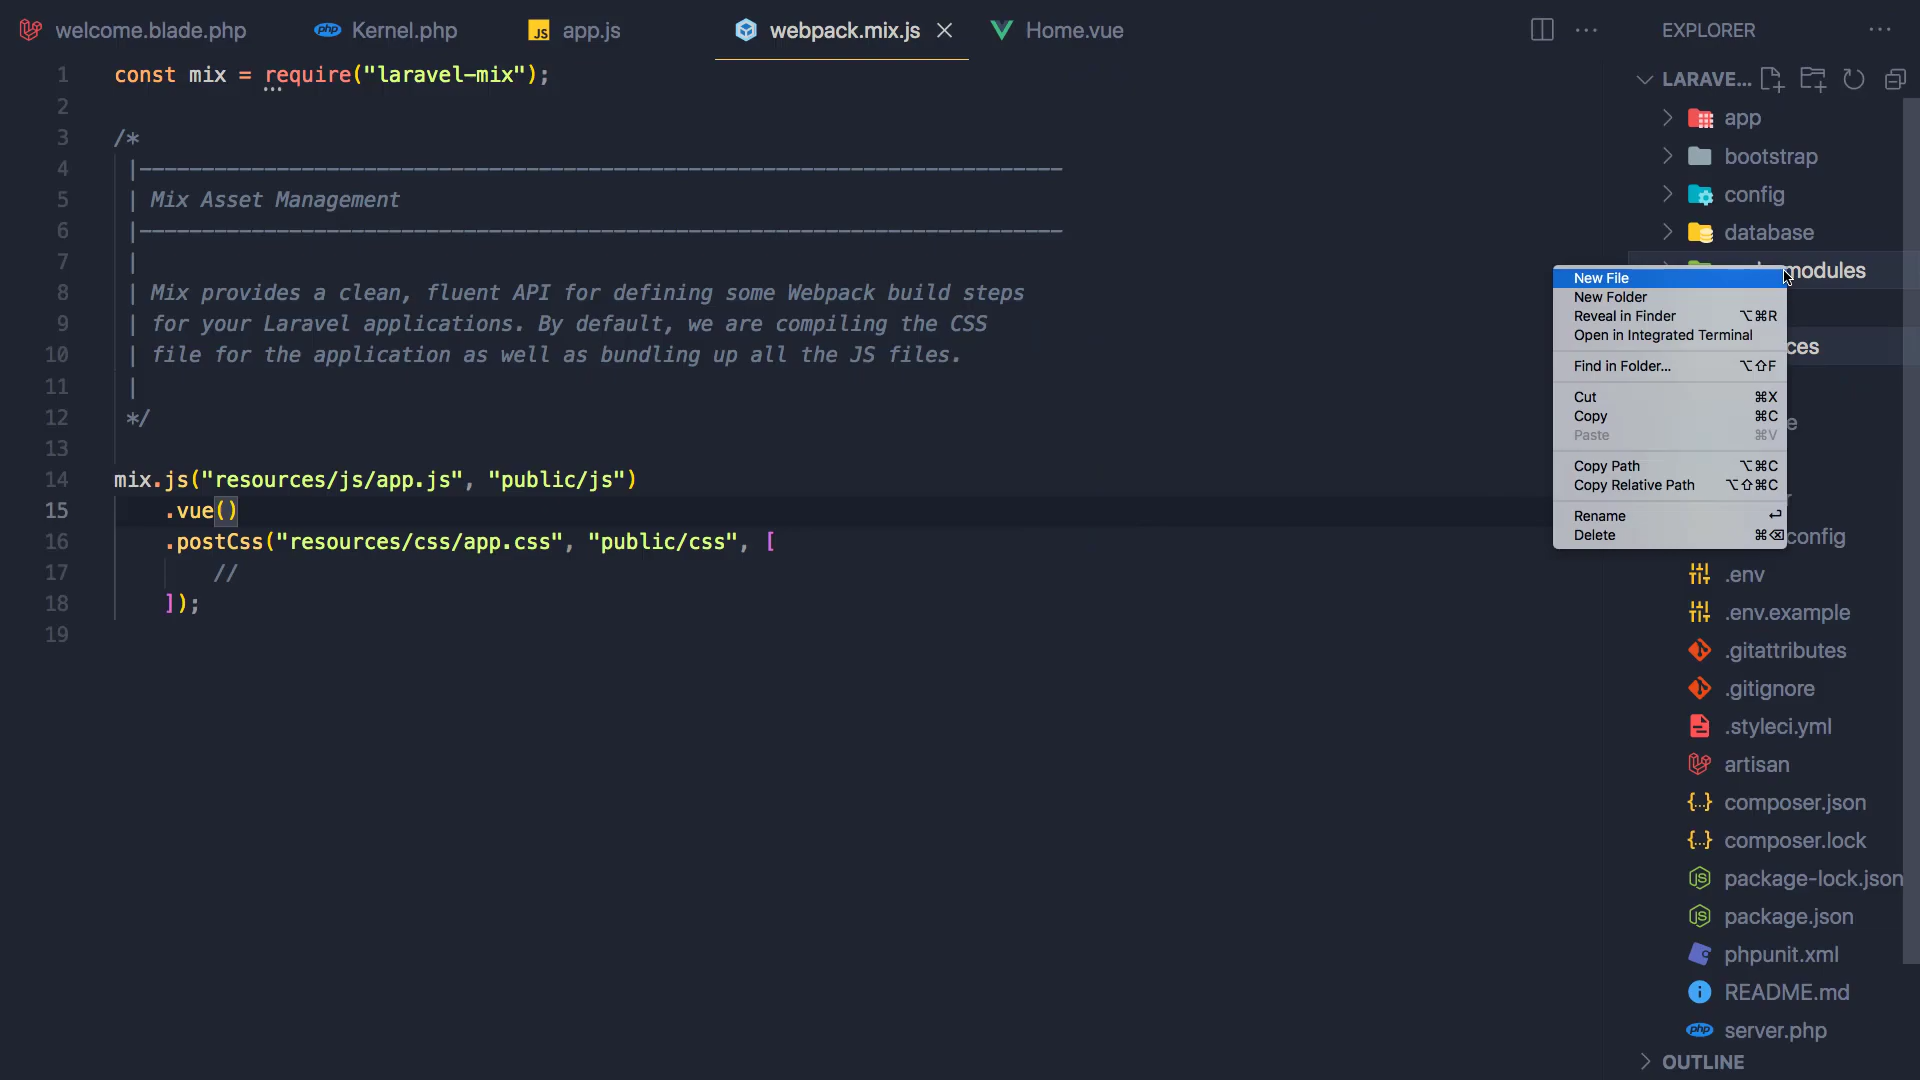 welcome.blade.php
Kernel.php
app.js
webpack.mix.js
Home.vue
EXPLORER
LARAVE...
1 const mix = require("laravel-mix");
2
3 /*
4 |--------------------------------------------------------------------------
5 | Mix Asset Management
6 |--------------------------------------------------------------------------
7 |
8 | Mix provides a clean, fluent API for defining some Webpack build steps
9 | for your Laravel applications. By default, we are compiling the CSS
10 | file for the application as well as bundling up all the JS files.
11 |
12 */
13
14 mix.js("resources/js/app.js", "public/js")
15 .vue()
16 .postCss("resources/css/app.css", "public/css", [
17 //
18 ]);
19
app
bootstrap
config
database
modules
New File
New Folder
Reveal in Finder ⌥⌘R
Open in Integrated Terminal
Find in Folder... ⌥⇧F
Cut ⌘X
Copy ⌘C
Paste ⌘V
Copy Path ⌥⌘C
Copy Relative Path ⌥⇧⌘C
Rename ↩
Delete ⌘⌫
ces
e
config
.env
.env.example
.gitattributes
.gitignore
.styleci.yml
artisan
composer.json
composer.lock
package-lock.json
package.json
phpunit.xml
README.md
server.php
OUTLINE